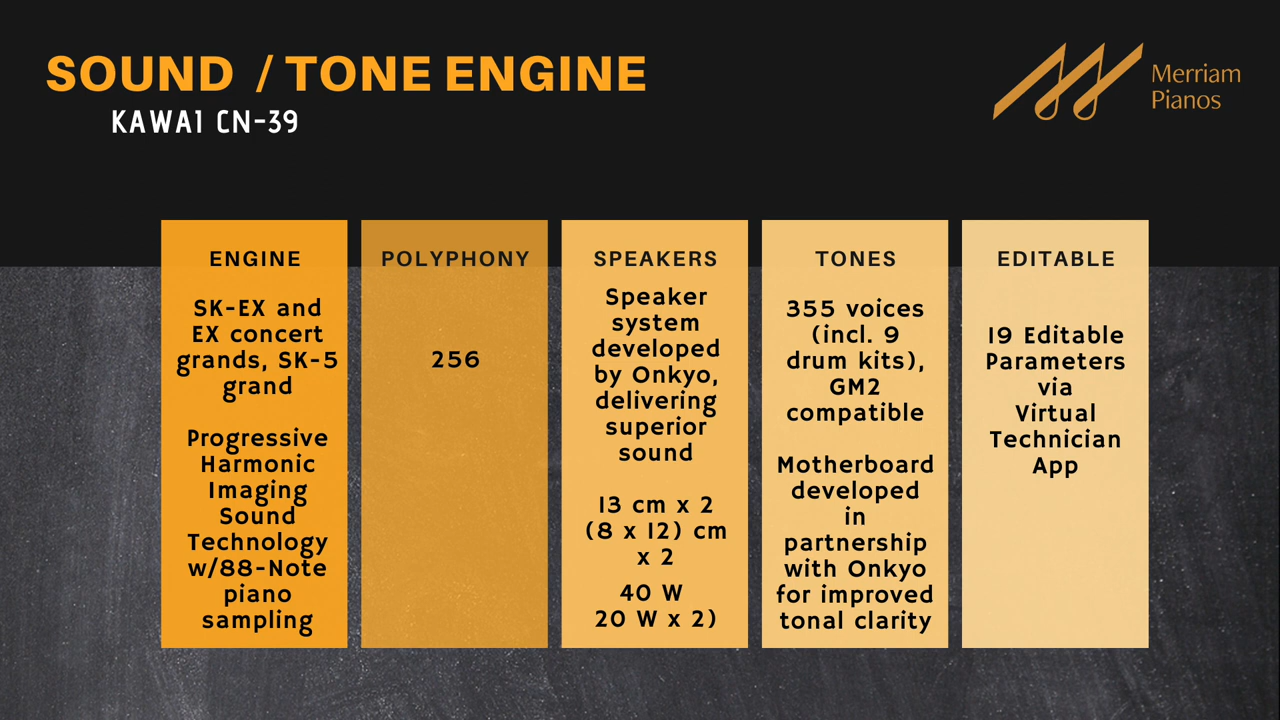 SOUND / TONE ENGINE
KAWAI CN-39
Merriam
Pianos
ENGINE
SK-EX and
EX concert
grands, SK-5
grand
Progressive
Harmonic
Imaging
Sound
Technology
w/88-Note
piano
sampling
POLYPHONY
256
SPEAKERS
Speaker
system
developed
by Onkyo,
delivering
superior
sound
13 cm x 2
(8 x 12) cm
x 2
40 W
20 W x 2)
TONES
355 voices
(incl. 9
drum kits),
GM2
compatible
Motherboard
developed
in
partnership
with Onkyo
for improved
tonal clarity
EDITABLE
19 Editable
Parameters
via
Virtual
Technician
App